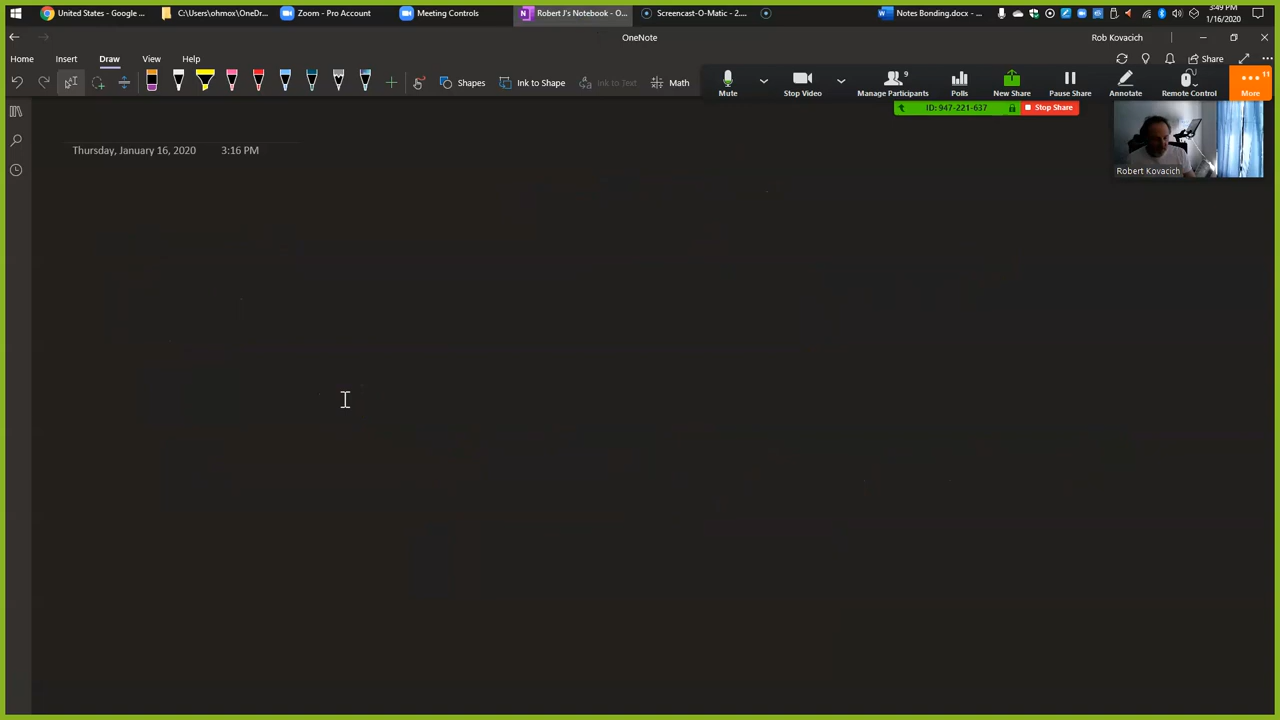 United States - Google ...
C:\Users\ohmox\OneDr...
Zoom - Pro Account
Meeting Controls
Robert J's Notebook - O...
Screencast-O-Matic - 2....
Notes Bonding.docx - ...
3:49 PM
1/16/2020
OneNote
Rob Kovacich
Home
Insert
Draw
View
Help
Share
Shapes
Ink to Shape
Ink to Text
Math
Mute
Stop Video
Manage Participants
9
Polls
New Share
Pause Share
Annotate
Remote Control
More
11
ID: 947-221-637
Stop Share
Thursday, January 16, 2020
3:16 PM
Robert Kovacich